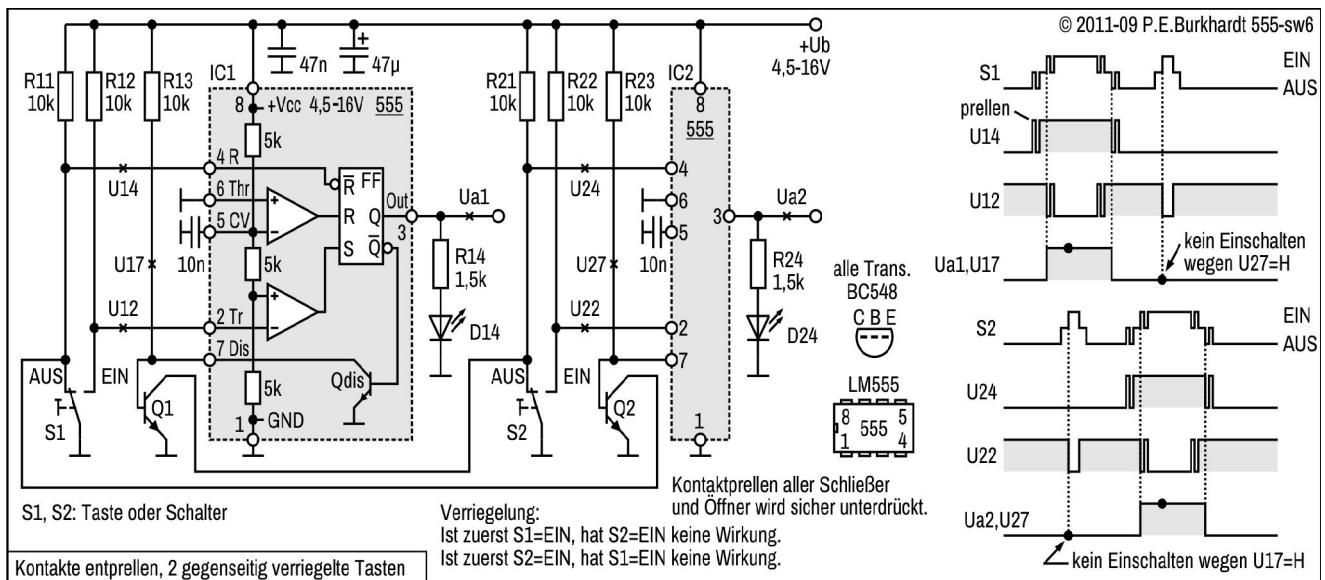 © 2011-09 P.E.Burkhardt 555-sw6
+Ub
4,5-16V
R11
10k
R12
10k
R13
10k
IC1
47n
+
47µ
8
+Vcc 4,5-16V
555
5k
4 R
U14
6 Thr
5 CV
10n
+
−
R
FF
R
Q
S
Q
Out
3
Ua1
5k
U17
U12
+
−
2 Tr
7 Dis
R14
1,5k
D14
5k
Qdis
1
GND
AUS
EIN
S1
Q1
R21
10k
R22
10k
R23
10k
IC2
8
555
4
U24
6
5
10n
3
Ua2
U27
U22
2
7
R24
1,5k
D24
1
AUS
EIN
S2
Q2
alle Trans.
BC548
C B E
LM555
8 5
555
1 4
S1
EIN
AUS
prellen
U14
U12
Ua1,U17
kein Einschalten
wegen U27=H
S2
EIN
AUS
U24
U22
Ua2,U27
kein Einschalten wegen U17=H
Kontaktprellen aller Schließer
und Öffner wird sicher unterdrückt.
S1, S2: Taste oder Schalter
Verriegelung:
Ist zuerst S1=EIN, hat S2=EIN keine Wirkung.
Ist zuerst S2=EIN, hat S1=EIN keine Wirkung.
Kontakte entprellen, 2 gegenseitig verriegelte Tasten